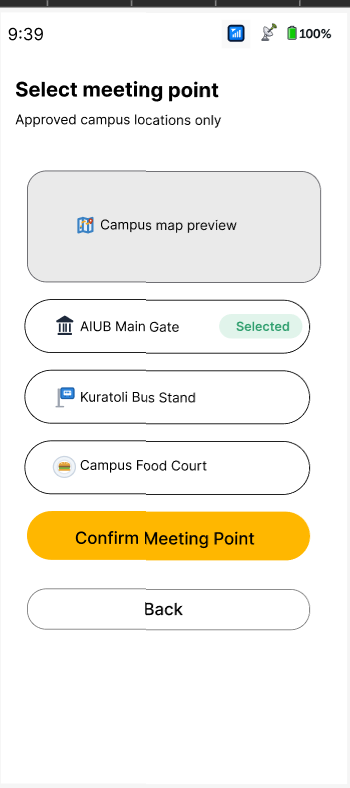 9:39
100%
Select meeting point
Approved campus locations only
Campus map preview
AIUB Main Gate
Selected
Kuratoli Bus Stand
Campus Food Court
Confirm Meeting Point
Back